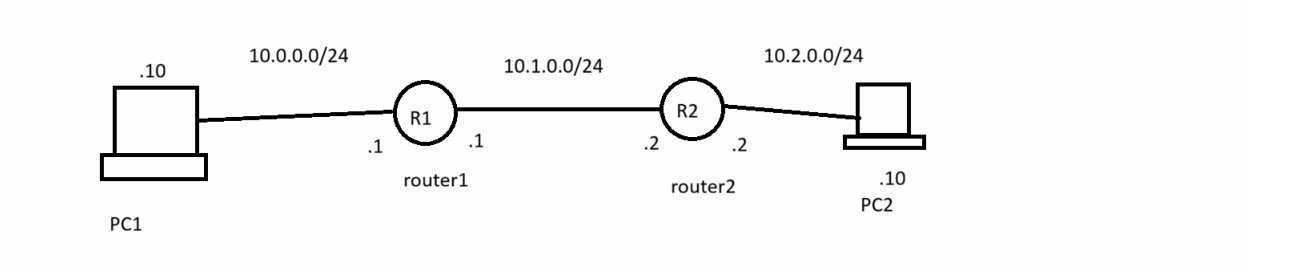 10.0.0.0/24
10.1.0.0/24
10.2.0.0/24
.10
R1
R2
.1
.1
.2
.2
router1
router2
.10
PC1
PC2